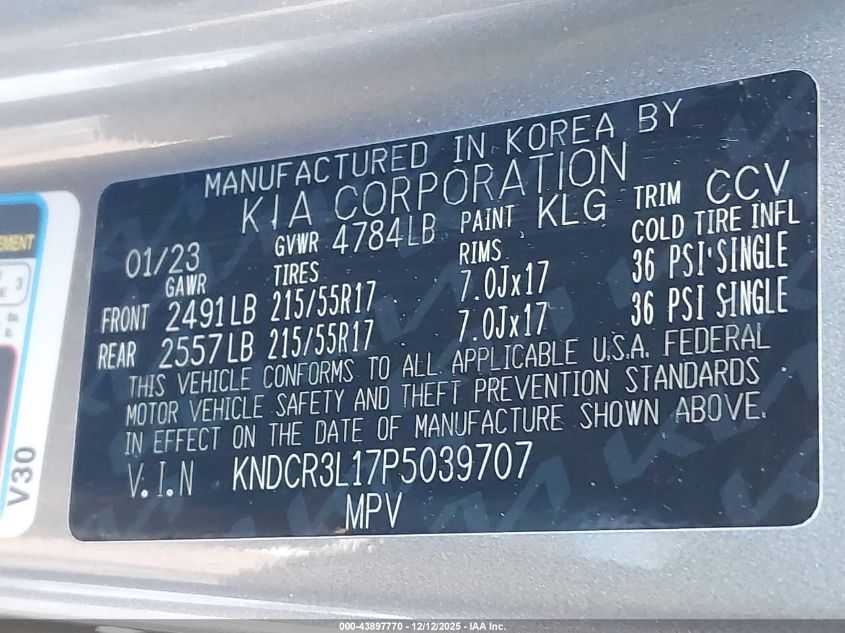 MANUFACTURED IN KOREA BY
KIA CORPORATION
01/23 GVWR 4784LB PAINT KLG TRIM CCV
GAWR TIRES RIMS COLD TIRE INFL
FRONT 2491LB 215/55R17 7.0Jx17 36 PSI SINGLE
REAR 2557LB 215/55R17 7.0Jx17 36 PSI SINGLE
THIS VEHICLE CONFORMS TO ALL APPLICABLE U.S.A. FEDERAL
MOTOR VEHICLE SAFETY AND THEFT PREVENTION STANDARDS
IN EFFECT ON THE DATE OF MANUFACTURE SHOWN ABOVE.
V.I.N KNDCR3L17P5039707
MPV
EMENT
3
V30
000-43897770 - 12/12/2025 - IAA Inc.